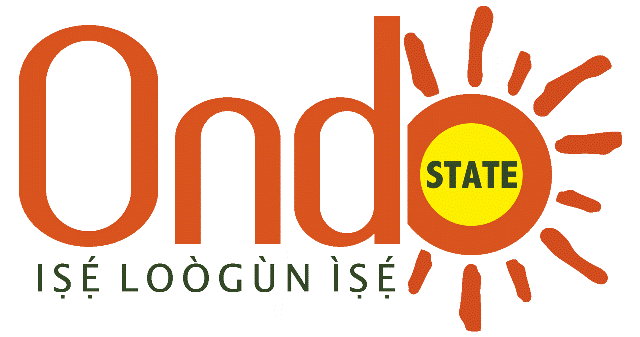 Ondo
STATE
IṢẸ́ LOÒGÙN ÌṢẸ́